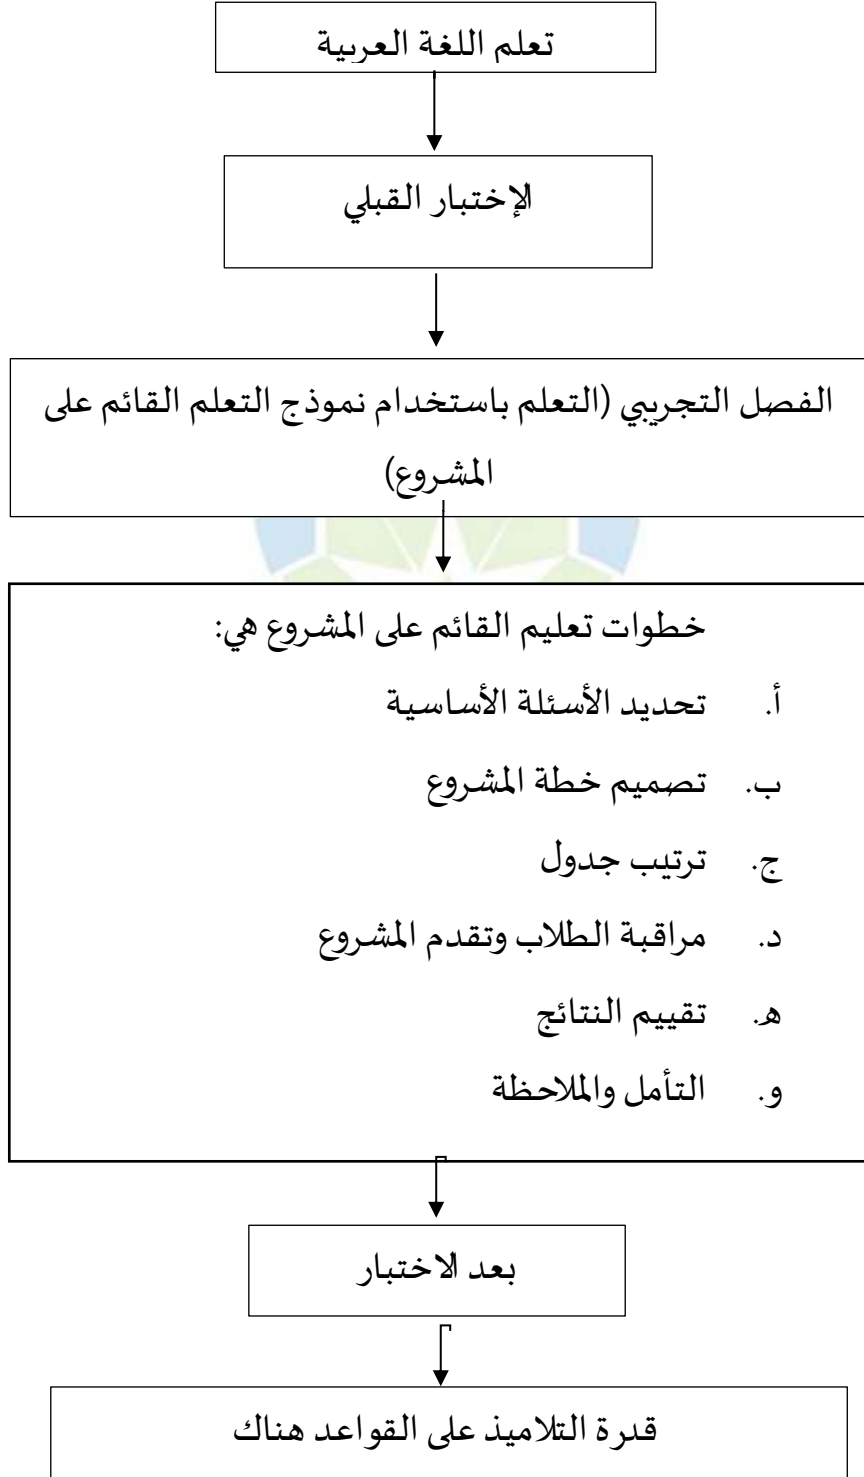 تعلم اللغة العربية
الإختبار القبلي
الفصل التجريبي (التعلم باستخدام نموذج التعلم القائم على
المشروع)
خطوات تعليم القائم على المشروع هي:
أ. تحديد الأسئلة الأساسية
ب. تصميم خطة المشروع
ج. ترتيب جدول
د. مراقبة الطلاب وتقدم المشروع
ه. تقييم النتائج
و. التأمل والملاحظة
بعد الاختبار
قدرة التلاميذ على القواعد هناك